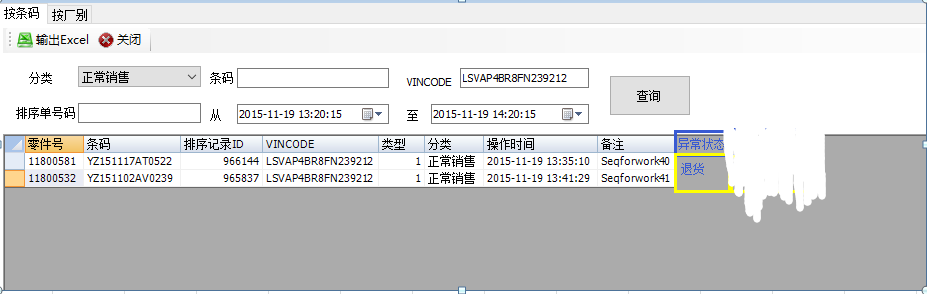 按条码 按厂别
输出Excel 关闭
分类 正常销售 条码 VINCODE LSVAP4BR8FN239212 查询
排序单号码 从 2015-11-19 13:20:15 至 2015-11-19 14:20:15
零件号 条码 排序记录ID VINCODE 类型 分类 操作时间 备注 异常状态
11800581 YZ151117AT0522 966144 LSVAP4BR8FN239212 1 正常销售 2015-11-19 13:35:10 Seqforwork40 退货
11800532 YZ151102AV0239 965837 LSVAP4BR8FN239212 1 正常销售 2015-11-19 13:41:29 Seqforwork41